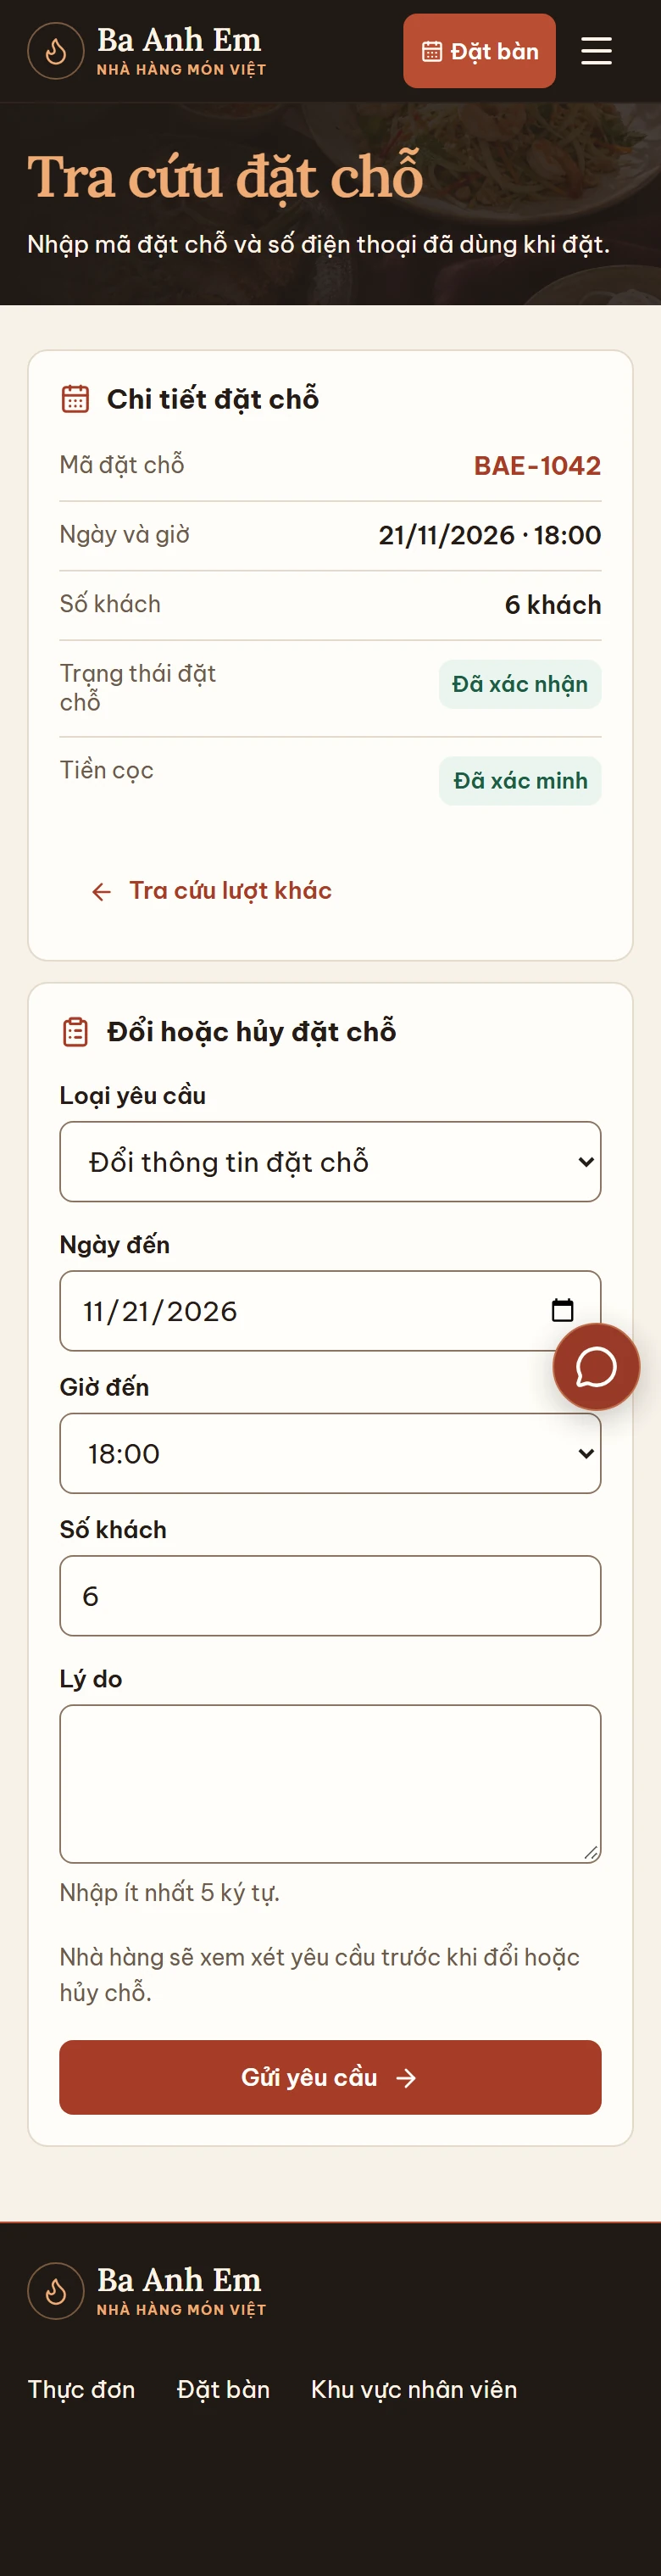 Ba Anh Em
NHÀ HÀNG MÓN VIỆT
Đặt bàn
Tra cứu đặt chỗ
Nhập mã đặt chỗ và số điện thoại đã dùng khi đặt.
Chi tiết đặt chỗ
Mã đặt chỗ
BAE-1042
Ngày và giờ
21/11/2026 · 18:00
Số khách
6 khách
Trạng thái đặt
chỗ
Đã xác nhận
Tiền cọc
Đã xác minh
Tra cứu lượt khác
Đổi hoặc hủy đặt chỗ
Loại yêu cầu
Đổi thông tin đặt chỗ
Ngày đến
11/21/2026
Giờ đến
18:00
Số khách
6
Lý do
Nhập ít nhất 5 ký tự.
Nhà hàng sẽ xem xét yêu cầu trước khi đổi hoặc
hủy chỗ.
Gửi yêu cầu
Ba Anh Em
NHÀ HÀNG MÓN VIỆT
Thực đơn
Đặt bàn
Khu vực nhân viên